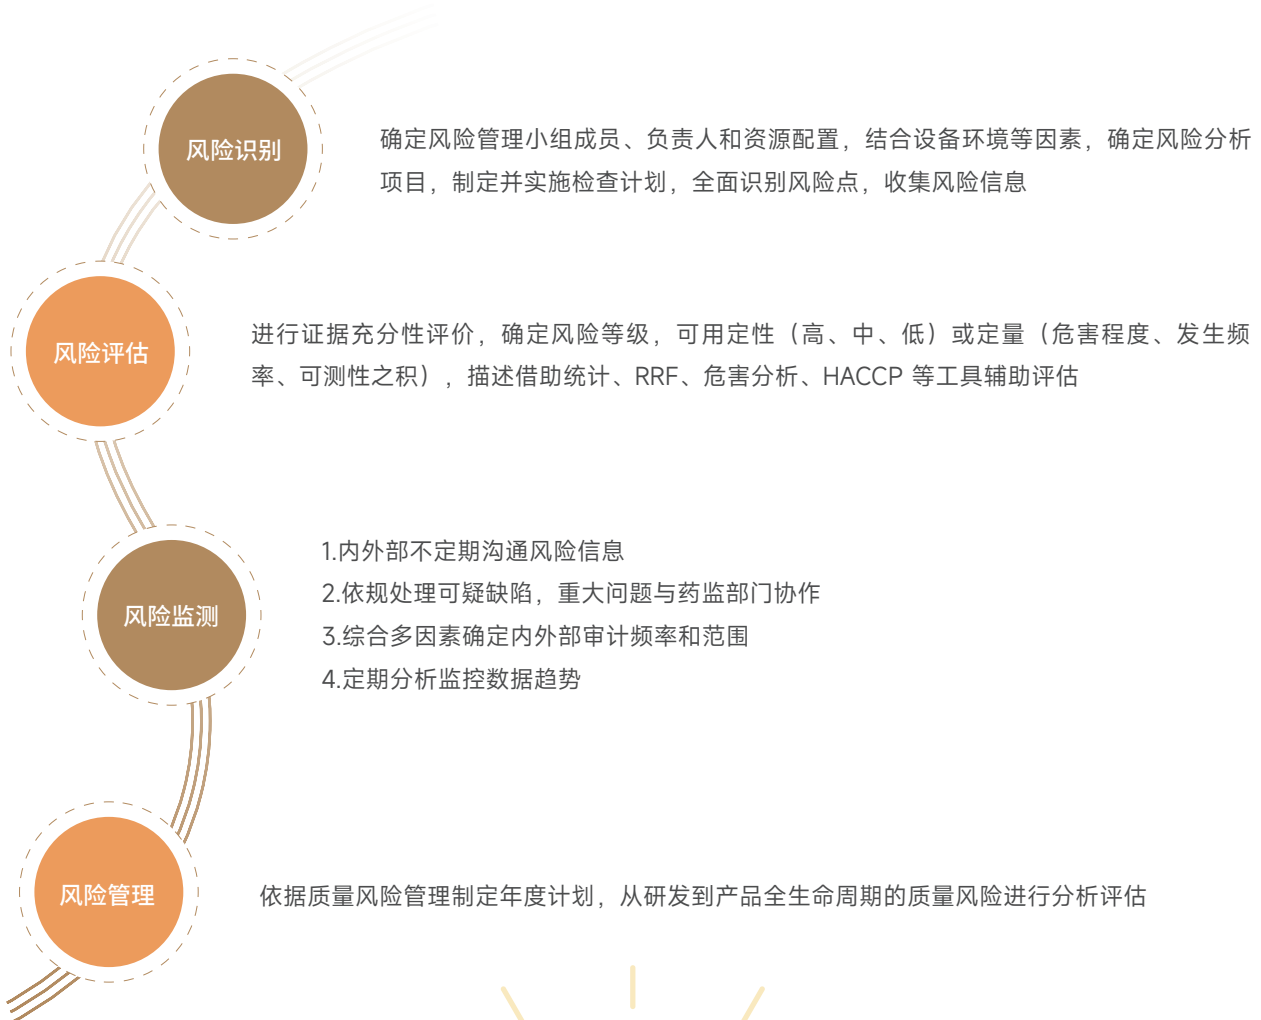 风险识别
确定风险管理小组成员、负责人和资源配置，结合设备环境等因素，确定风险分析
项目，制定并实施检查计划，全面识别风险点，收集风险信息
风险评估
进行证据充分性评价，确定风险等级，可用定性（高、中、低）或定量（危害程度、发生频
率、可测性之积），描述借助统计、RRF、危害分析、HACCP 等工具辅助评估
风险监测
1.内外部不定期沟通风险信息
2.依规处理可疑缺陷，重大问题与药监部门协作
3.综合多因素确定内外部审计频率和范围
4.定期分析监控数据趋势
风险管理
依据质量风险管理制定年度计划，从研发到产品全生命周期的质量风险进行分析评估